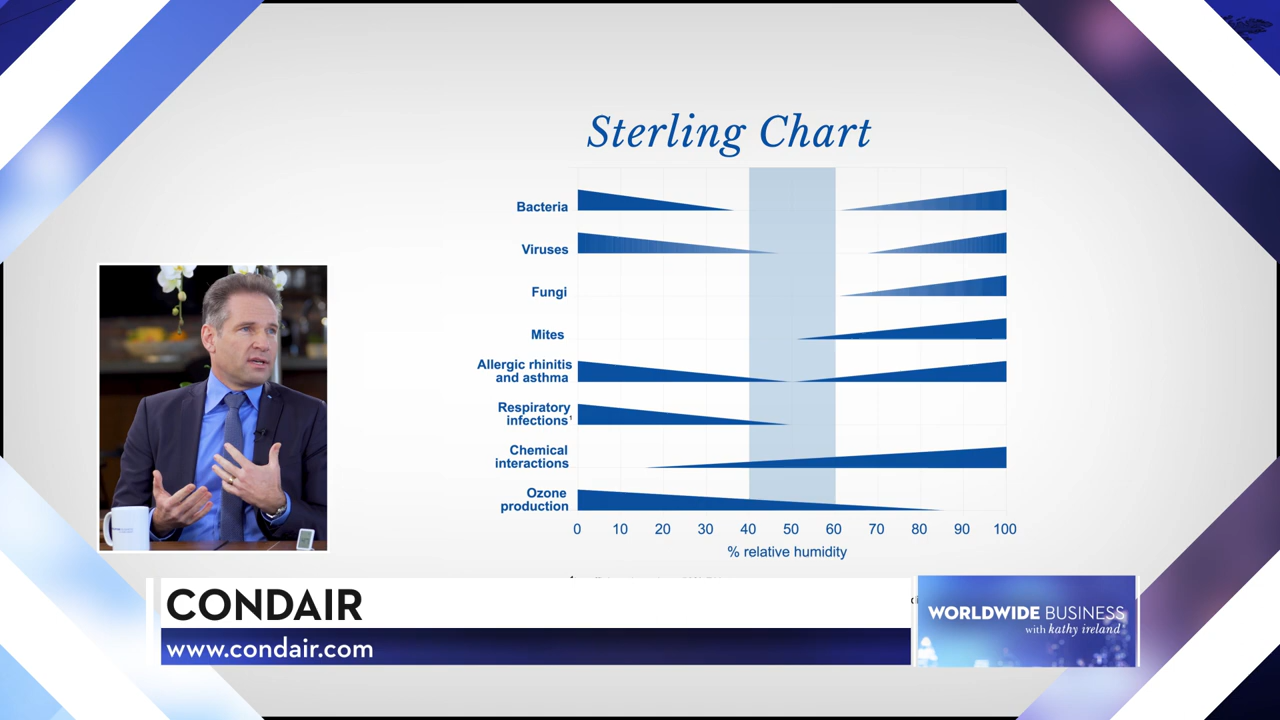 Sterling Chart
Bacteria
Viruses
Fungi
Mites
Allergic rhinitis
and asthma
Respiratory
infections¹
Chemical
interactions
Ozone
production
0 10 20 30 40 50 60 70 80 90 100
% relative humidity
CONDAIR
www.condair.com
WORLDWIDE BUSINESS
with kathy ireland